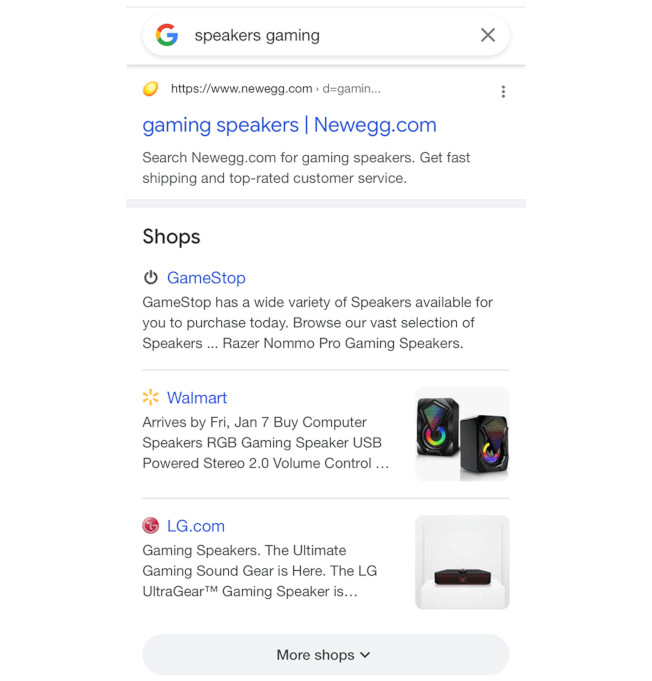 speakers gaming
https://www.newegg.com › d=gamin...
gaming speakers | Newegg.com
Search Newegg.com for gaming speakers. Get fast
shipping and top-rated customer service.
Shops
GameStop
GameStop has a wide variety of Speakers available for
you to purchase today. Browse our vast selection of
Speakers ... Razer Nommo Pro Gaming Speakers.
Walmart
Arrives by Fri, Jan 7 Buy Computer
Speakers RGB Gaming Speaker USB
Powered Stereo 2.0 Volume Control ...
LG.com
Gaming Speakers. The Ultimate
Gaming Sound Gear is Here. The LG
UltraGear™ Gaming Speaker is...
More shops